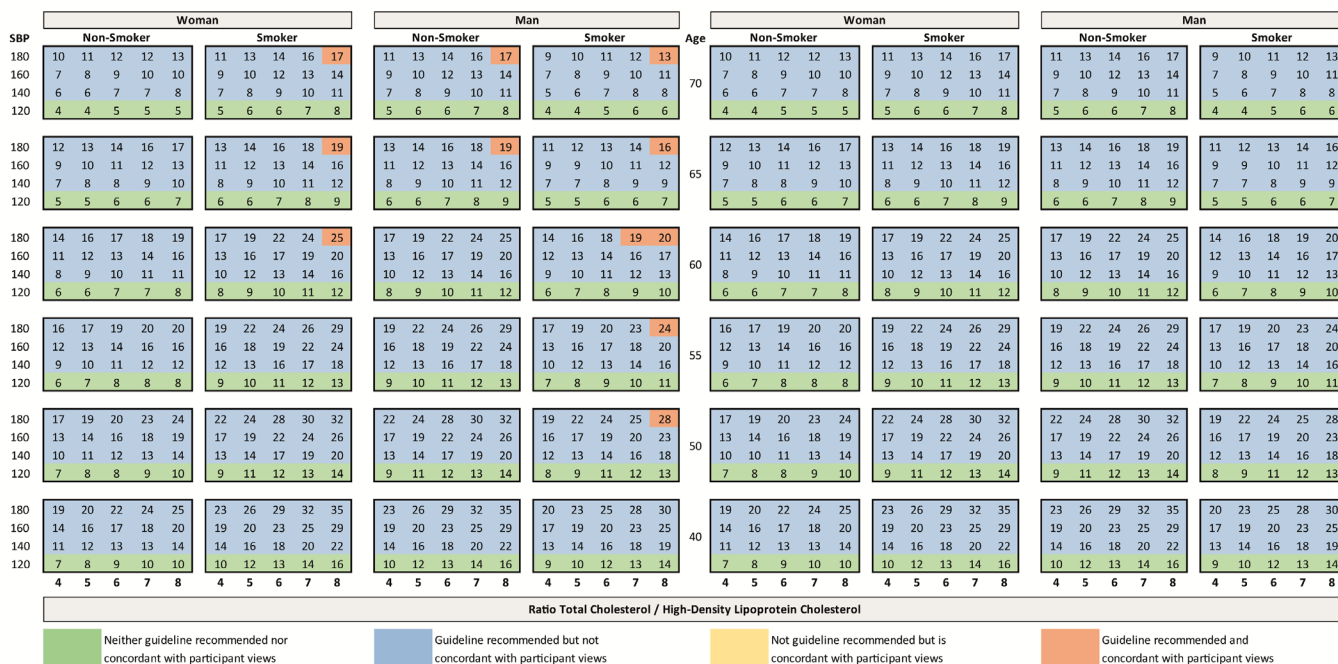 Woman Man Woman Man
SBP Non-Smoker Smoker Non-Smoker Smoker Age Non-Smoker Smoker Non-Smoker Smoker
180 10 11 12 12 13 11 13 14 16 17 11 13 14 16 17 9 10 11 12 13 10 11 12 12 13 11 13 14 16 17 11 13 14 16 17 9 10 11 12 13
160 7 8 9 10 10 9 10 12 13 14 9 10 12 13 14 7 8 9 10 11 7 8 9 10 10 9 10 12 13 14 9 10 12 13 14 7 8 9 10 11
70
140 6 6 7 7 8 7 8 9 10 11 7 8 9 10 11 5 6 7 8 8 6 6 7 7 8 7 8 9 10 11 7 8 9 10 11 5 6 7 8 8
120 4 4 5 5 5 5 6 6 7 8 5 6 6 7 8 4 4 5 6 6 4 4 5 5 5 5 6 6 7 8 5 6 6 7 8 4 4 5 6 6
180 12 13 14 16 17 13 14 16 18 19 13 14 16 18 19 11 12 13 14 16 12 13 14 16 17 13 14 16 18 19 13 14 16 18 19 11 12 13 14 16
160 9 10 11 12 13 11 12 13 14 16 11 12 13 14 16 9 9 10 11 12 9 10 11 12 13 11 12 13 14 16 11 12 13 14 16 9 9 10 11 12
65
140 7 8 8 9 10 8 9 10 11 12 8 9 10 11 12 7 7 8 9 9 7 8 8 9 10 8 9 10 11 12 8 9 10 11 12 7 7 8 9 9
120 5 5 6 6 7 6 6 7 8 9 6 6 7 8 9 5 5 6 6 7 5 5 6 6 7 6 6 7 8 9 6 6 7 8 9 5 5 6 6 7
180 14 16 17 18 19 17 19 22 24 25 17 19 22 24 25 14 16 18 19 20 14 16 17 18 19 17 19 22 24 25 17 19 22 24 25 14 16 18 19 20
160 11 12 13 14 16 13 16 17 19 20 13 16 17 19 20 12 13 14 16 17 11 12 13 14 16 13 16 17 19 20 13 16 17 19 20 12 13 14 16 17
60
140 8 9 10 11 11 10 12 13 14 16 10 12 13 14 16 9 10 11 12 13 8 9 10 11 11 10 12 13 14 16 10 12 13 14 16 9 10 11 12 13
120 6 6 7 7 8 8 9 10 11 12 8 9 10 11 12 6 7 8 9 10 6 6 7 7 8 8 9 10 11 12 8 9 10 11 12 6 7 8 9 10
180 16 17 19 20 20 19 22 24 26 29 19 22 24 26 29 17 19 20 23 24 16 17 19 20 20 19 22 24 26 29 19 22 24 26 29 17 19 20 23 24
160 12 13 14 16 16 16 18 19 22 24 16 18 19 22 24 13 16 17 18 20 12 13 14 16 16 16 18 19 22 24 16 18 19 22 24 13 16 17 18 20
55
140 9 10 11 12 12 12 13 16 17 18 12 13 16 17 18 10 12 13 14 16 9 10 11 12 12 12 13 16 17 18 12 13 16 17 18 10 12 13 14 16
120 6 7 8 8 8 9 10 11 12 13 9 10 11 12 13 7 8 9 10 11 6 7 8 8 8 9 10 11 12 13 9 10 11 12 13 7 8 9 10 11
180 17 19 20 23 24 22 24 28 30 32 22 24 28 30 32 19 22 24 25 28 17 19 20 23 24 22 24 28 30 32 22 24 28 30 32 19 22 24 25 28
160 13 14 16 18 19 17 19 22 24 26 17 19 22 24 26 16 17 19 20 23 13 14 16 18 19 17 19 22 24 26 17 19 22 24 26 16 17 19 20 23
50
140 10 11 12 13 14 13 14 17 19 20 13 14 17 19 20 12 13 14 16 18 10 10 11 13 14 13 14 17 19 20 13 14 17 19 20 12 13 14 16 18
120 7 8 8 9 10 9 11 12 13 14 9 11 12 13 14 8 9 11 12 13 7 8 8 9 10 9 11 12 13 14 9 11 12 13 14 8 9 11 12 13
180 19 20 22 24 25 23 26 29 32 35 23 26 29 32 35 20 23 25 28 30 19 20 22 24 25 23 26 29 32 35 23 26 29 32 35 20 23 25 28 30
160 14 16 17 18 20 19 20 23 25 29 19 20 23 25 29 17 19 20 23 25 14 16 17 18 20 19 20 23 25 29 19 20 23 25 29 17 19 20 23 25
40
140 11 12 13 13 14 14 16 18 20 22 14 16 18 20 22 13 14 16 18 19 11 12 13 13 14 14 16 18 20 22 14 16 18 20 22 13 14 16 18 19
120 7 8 9 10 10 10 12 13 14 16 10 12 13 14 16 9 10 12 13 14 7 8 9 10 10 10 12 13 14 16 10 12 13 14 16 9 10 12 13 14
4 5 6 7 8 4 5 6 7 8 4 5 6 7 8 4 5 6 7 8 4 5 6 7 8 4 5 6 7 8 4 5 6 7 8 4 5 6 7 8
Ratio Total Cholesterol / High-Density Lipoprotein Cholesterol
Neither guideline recommended nor
concordant with participant views
Guideline recommended but not
concordant with participant views
Not guideline recommended but is
concordant with participant views
Guideline recommended and
concordant with participant views